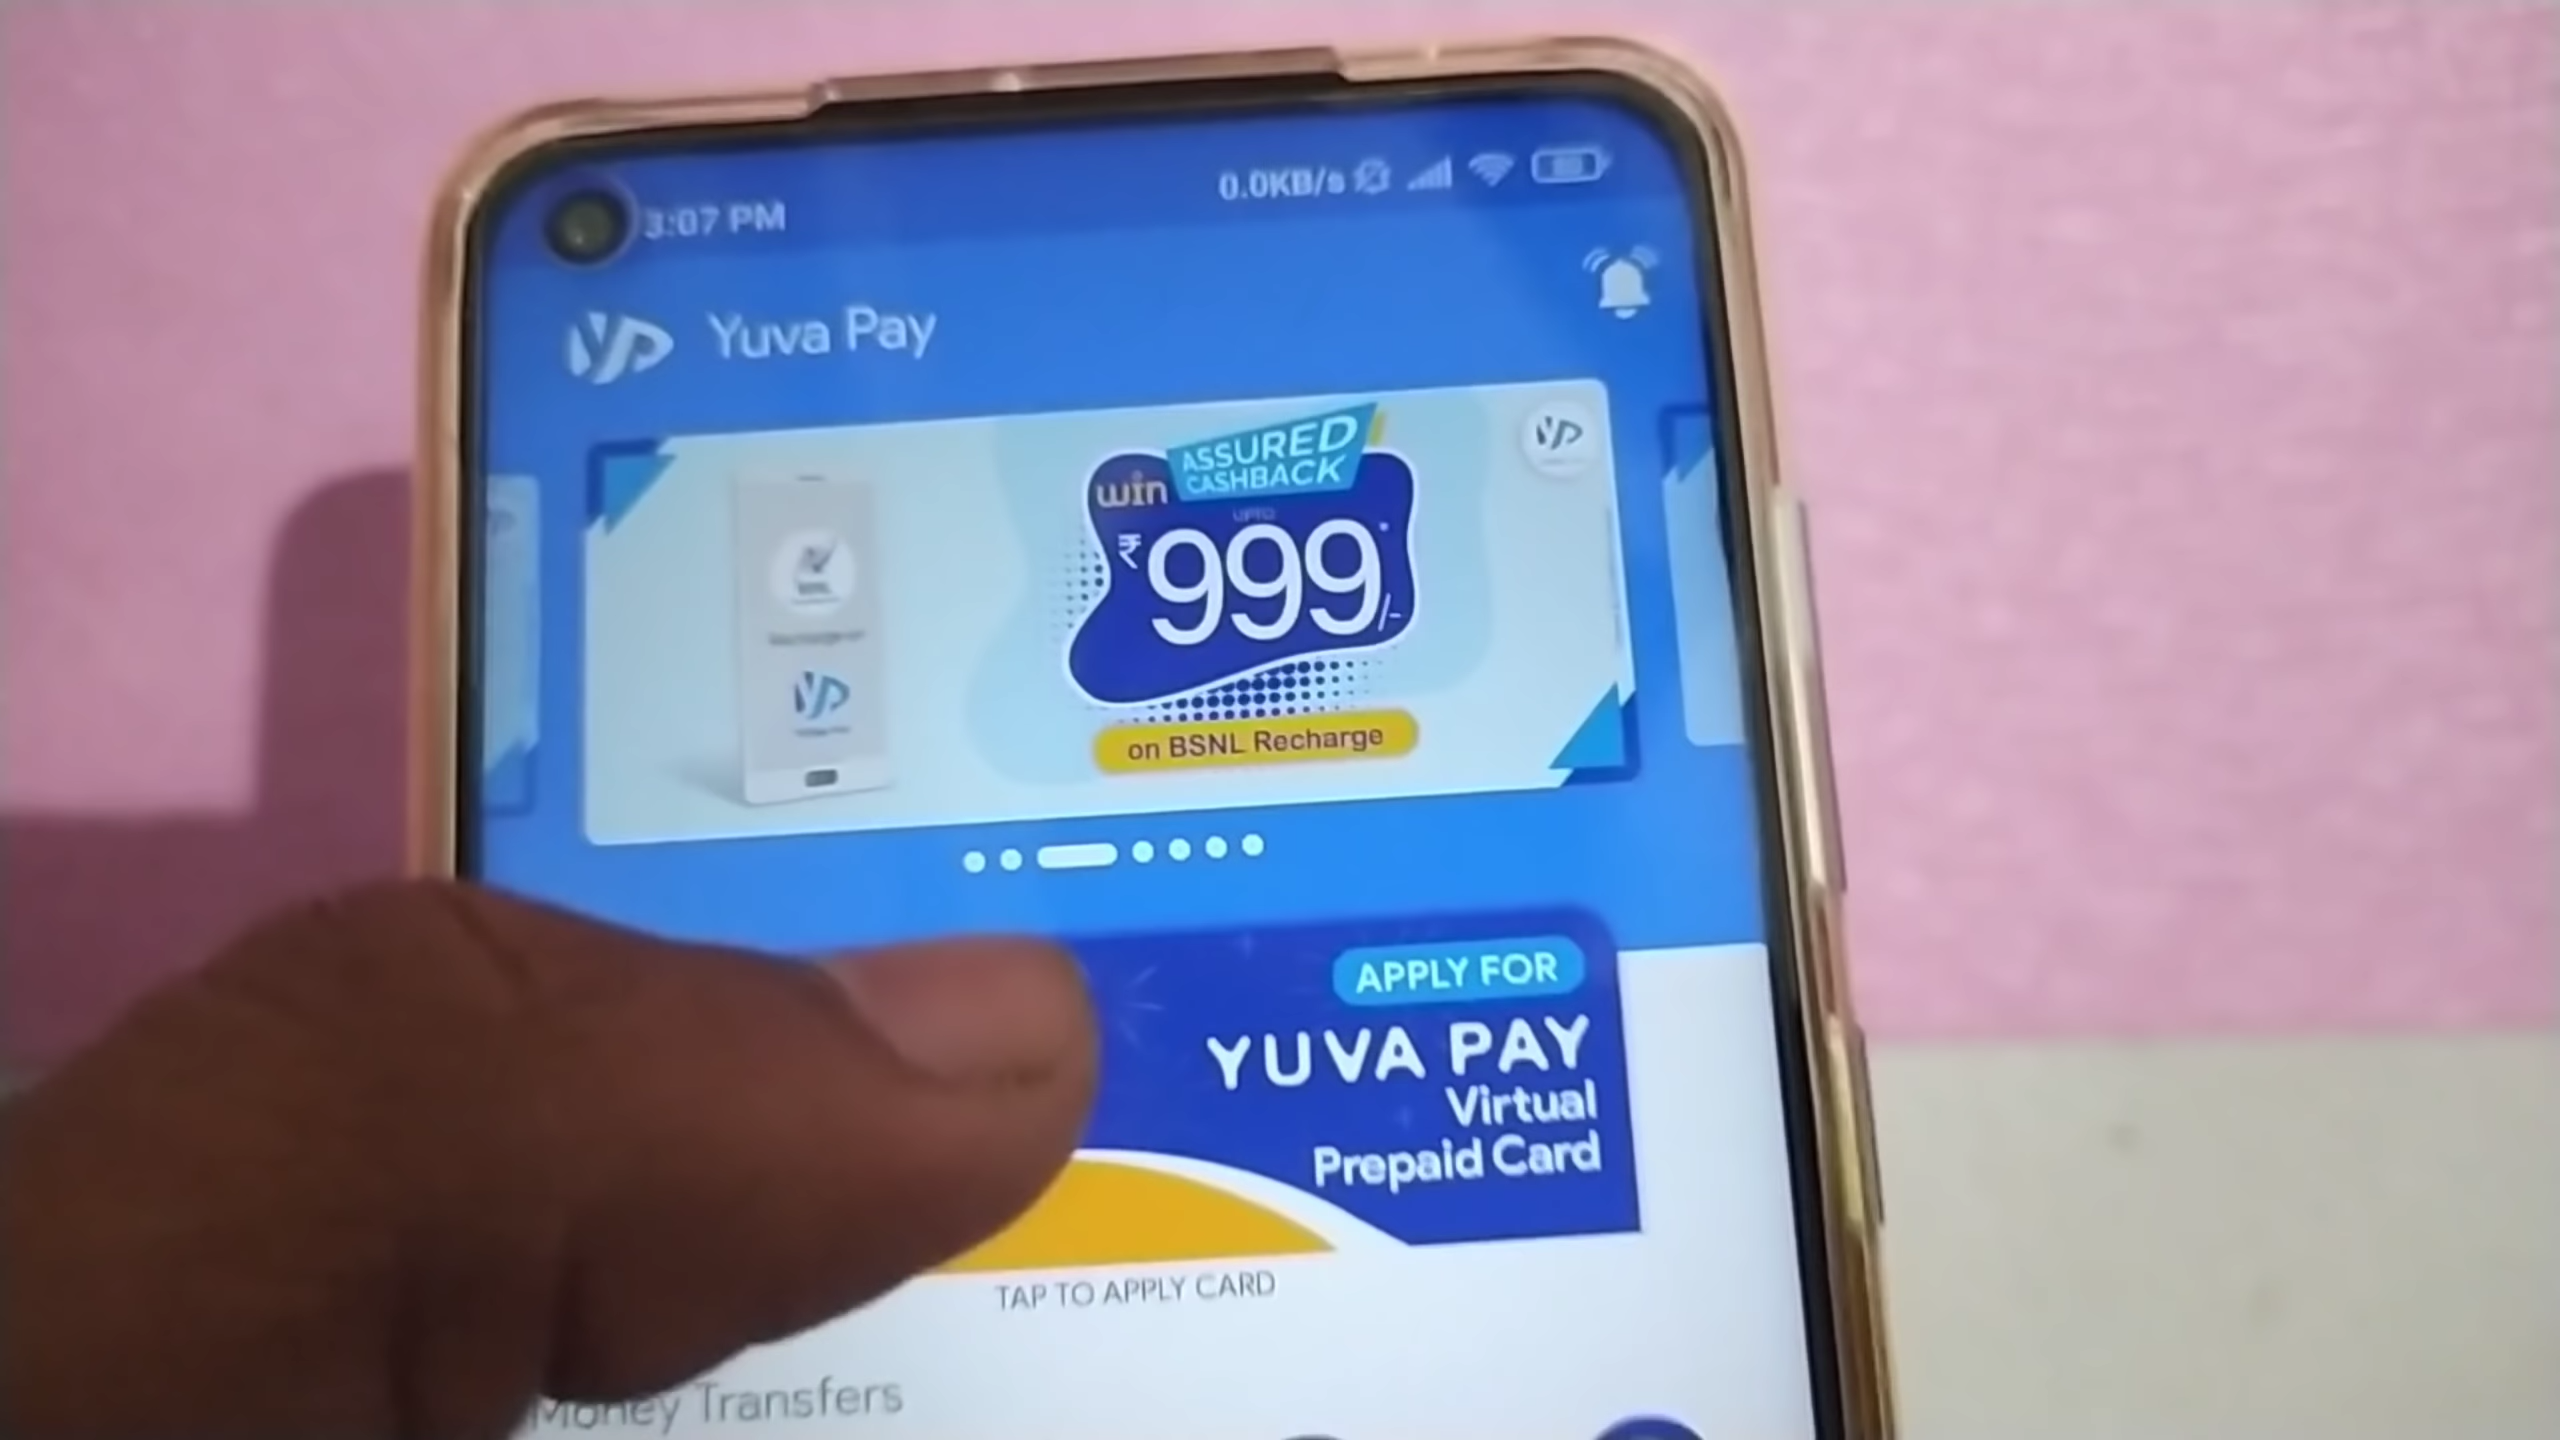 3:07 PM
0.0KB/s
Yuva Pay
ASSURED
CASHBACK
win
UPTO
₹999*/-
on BSNL Recharge
APPLY FOR
YUVA PAY
Virtual
Prepaid Card
TAP TO APPLY CARD
Money Transfers